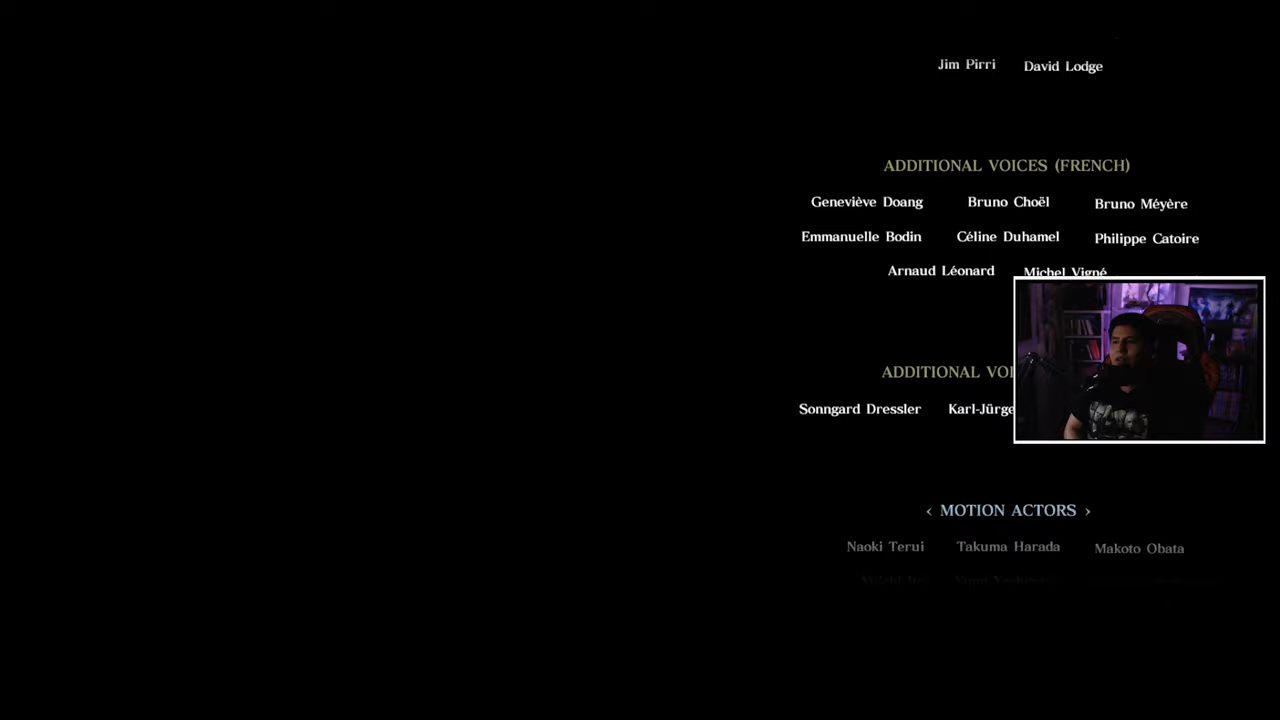 Jim Pirri David Lodge
ADDITIONAL VOICES (FRENCH)
Geneviève Doang Bruno Choël Bruno Méyère
Emmanuelle Bodin Céline Duhamel Philippe Catoire
Arnaud Léonard Michel Vigné
ADDITIONAL VOI
Sonngard Dressler Karl-Jürge
‹ MOTION ACTORS ›
Naoki Terui Takuma Harada Makoto Obata